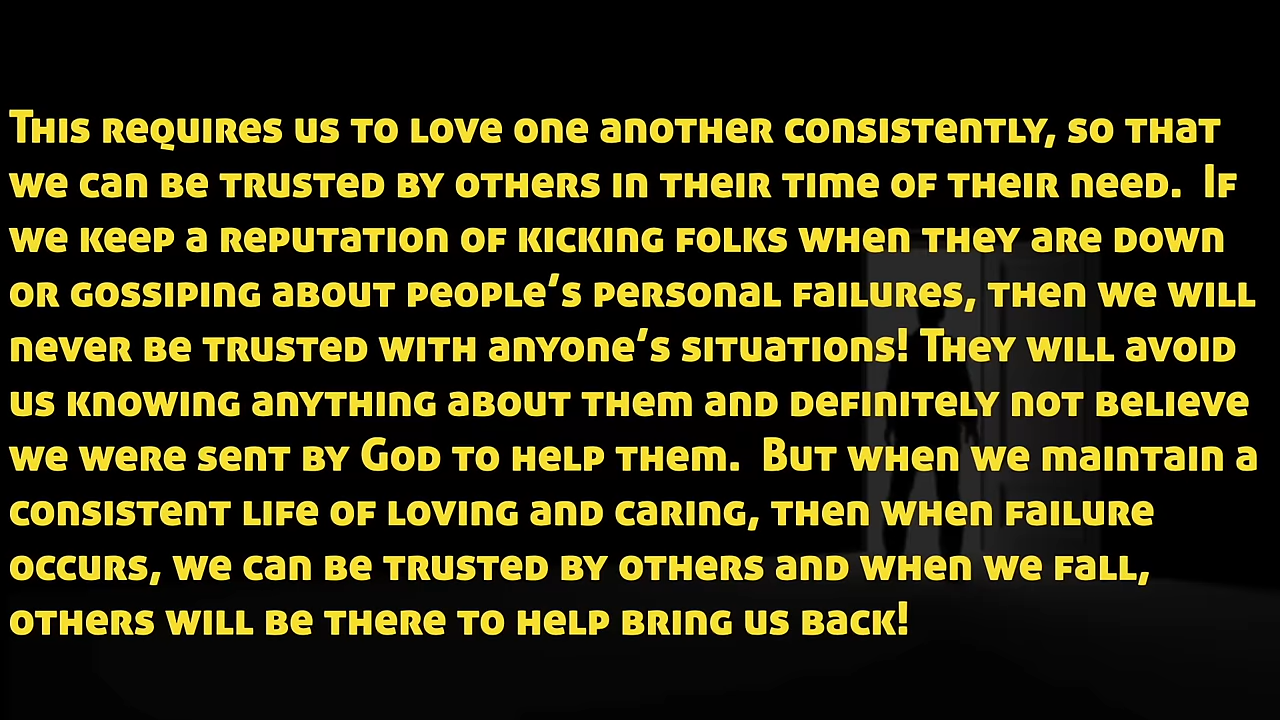 This requires us to love one another consistently, so that
we can be trusted by others in their time of their need.  If
we keep a reputation of kicking folks when they are down
or gossiping about people's personal failures, then we will
never be trusted with anyone's situations! They will avoid
us knowing anything about them and definitely not believe
we were sent by God to help them.  But when we maintain a
consistent life of loving and caring, then when failure
occurs, we can be trusted by others and when we fall,
others will be there to help bring us back!